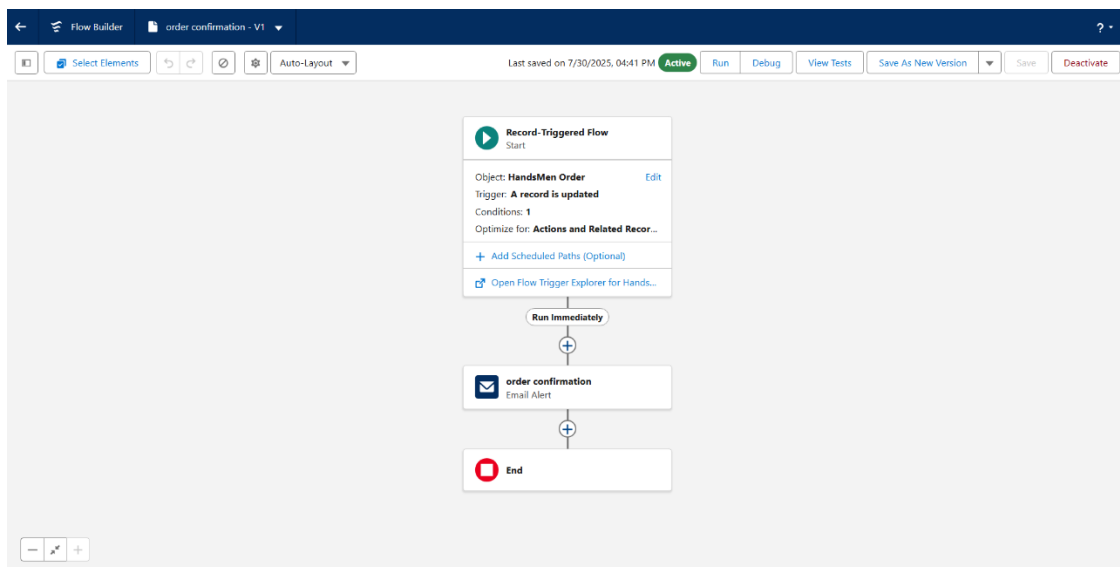 Flow Builder
order confirmation - V1
?
Select Elements
Auto-Layout
Last saved on 7/30/2025, 04:41 PM
Active
Run
Debug
View Tests
Save As New Version
Save
Deactivate
Record-Triggered Flow
Start
Object: HandsMen Order
Edit
Trigger: A record is updated
Conditions: 1
Optimize for: Actions and Related Recor...
+ Add Scheduled Paths (Optional)
Open Flow Trigger Explorer for Hands...
Run Immediately
order confirmation
Email Alert
End